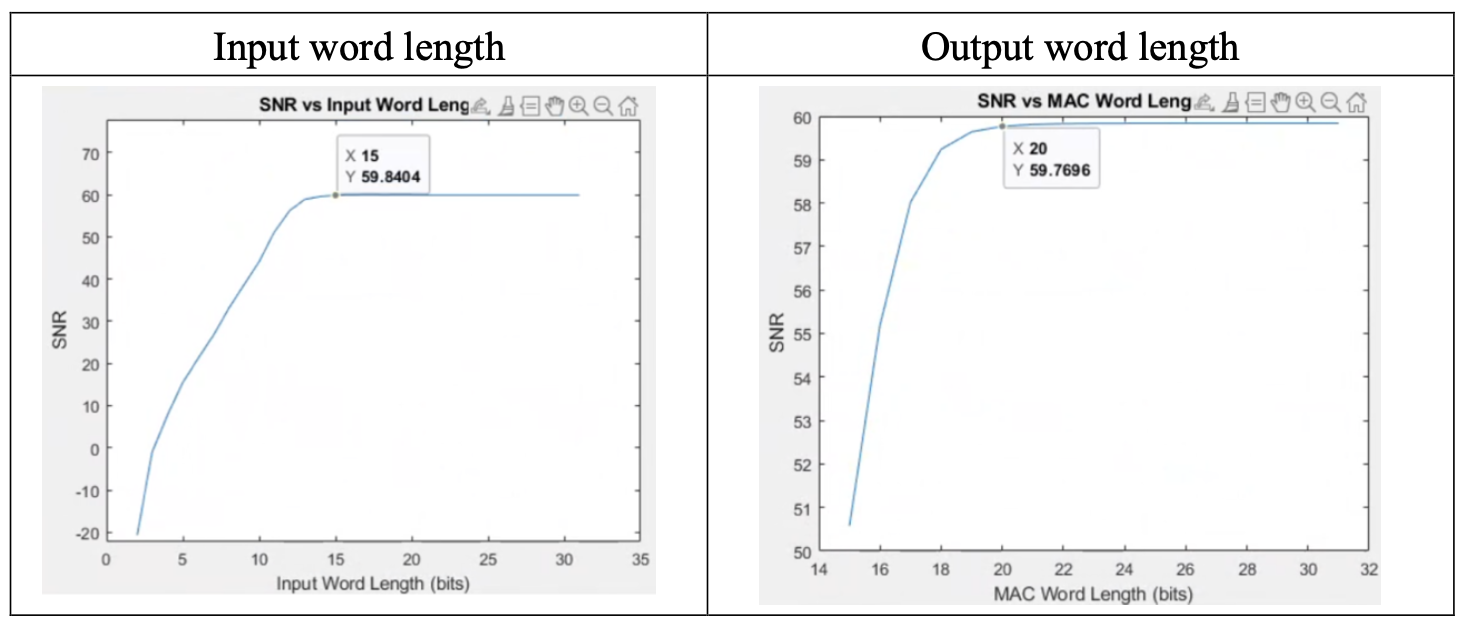 Input word length
Output word length
SNR vs Input Word Leng
X 15
Y 59.8404
70
60
50
40
30
20
10
0
-10
-20
SNR
0 5 10 15 20 25 30 35
Input Word Length (bits)
SNR vs MAC Word Leng
X 20
Y 59.7696
60
59
58
57
56
55
54
53
52
51
50
SNR
14 16 18 20 22 24 26 28 30 32
MAC Word Length (bits)